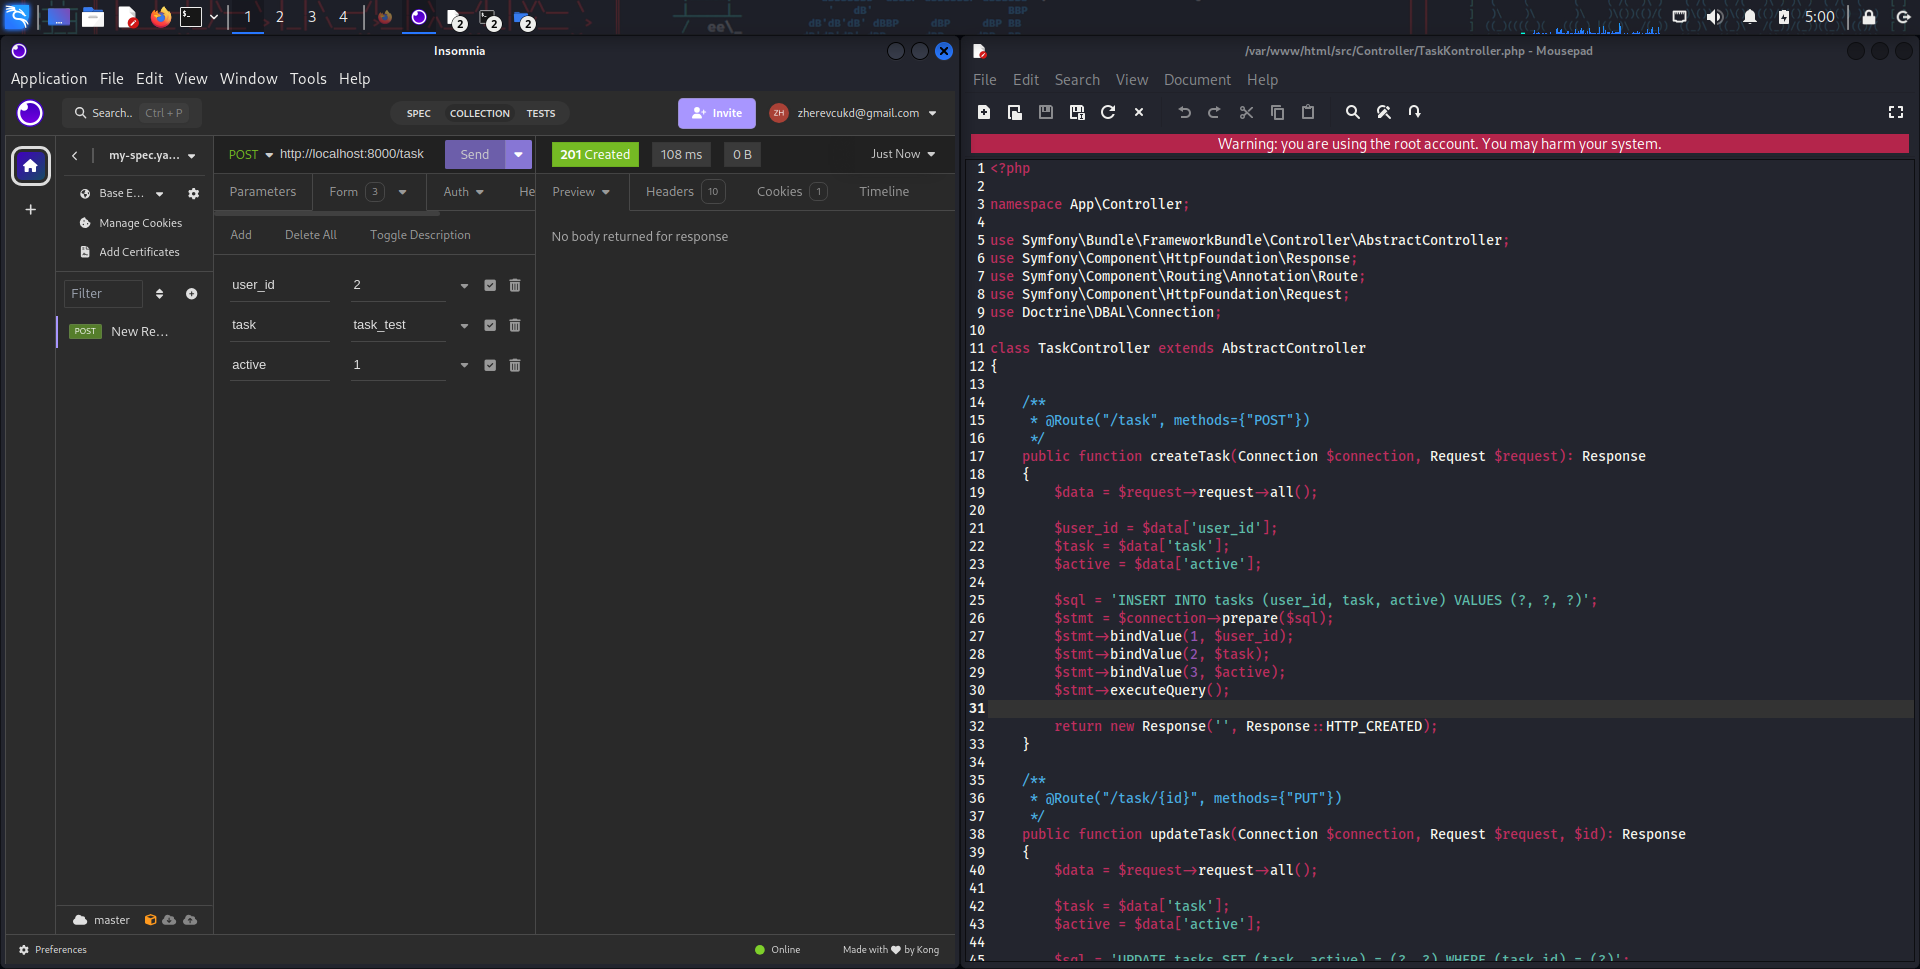 1 2 3 4
2 2 2
5:00
Insomnia
Application File Edit View Window Tools Help
Search.. Ctrl + P
SPEC COLLECTION TESTS
Invite
ZH zherevcukd@gmail.com
my-spec.ya...
POST http://localhost:8000/task Send
201 Created 108 ms 0 B Just Now
Base E...
Parameters Form 3 Auth He
Preview Headers 10 Cookies 1 Timeline
Manage Cookies
Add Delete All Toggle Description
No body returned for response
Add Certificates
Filter
user_id 2
task task_test
POST New Re...
active 1
master
Preferences
Online
Made with ♥ by Kong
/var/www/html/src/Controller/TaskKontroller.php - Mousepad
File Edit Search View Document Help
Warning: you are using the root account. You may harm your system.
1 <?php
2
3 namespace App\Controller;
4
5 use Symfony\Bundle\FrameworkBundle\Controller\AbstractController;
6 use Symfony\Component\HttpFoundation\Response;
7 use Symfony\Component\Routing\Annotation\Route;
8 use Symfony\Component\HttpFoundation\Request;
9 use Doctrine\DBAL\Connection;
10
11 class TaskController extends AbstractController
12 {
13
14 /**
15 * @Route("/task", methods={"POST"})
16 */
17 public function createTask(Connection $connection, Request $request): Response
18 {
19 $data = $request->request->all();
20
21 $user_id = $data['user_id'];
22 $task = $data['task'];
23 $active = $data['active'];
24
25 $sql = 'INSERT INTO tasks (user_id, task, active) VALUES (?, ?, ?)';
26 $stmt = $connection->prepare($sql);
27 $stmt->bindValue(1, $user_id);
28 $stmt->bindValue(2, $task);
29 $stmt->bindValue(3, $active);
30 $stmt->executeQuery();
31
32 return new Response('', Response::HTTP_CREATED);
33 }
34
35 /**
36 * @Route("/task/{id}", methods={"PUT"})
37 */
38 public function updateTask(Connection $connection, Request $request, $id): Response
39 {
40 $data = $request->request->all();
41
42 $task = $data['task'];
43 $active = $data['active'];
44
45 $sql = 'UPDATE tasks SET (task, active) = (?, ?) WHERE (task_id) = (?)';